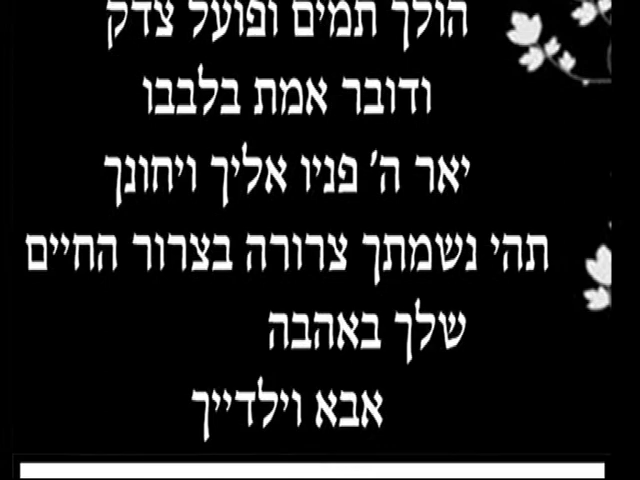 הולך תמים ופועל צדק
ודובר אמת בלבבו
יאר ה' פניו אליך ויחונך
תהי נשמתך צרורה בצרור החיים
שלך באהבה
אבא וילדייך